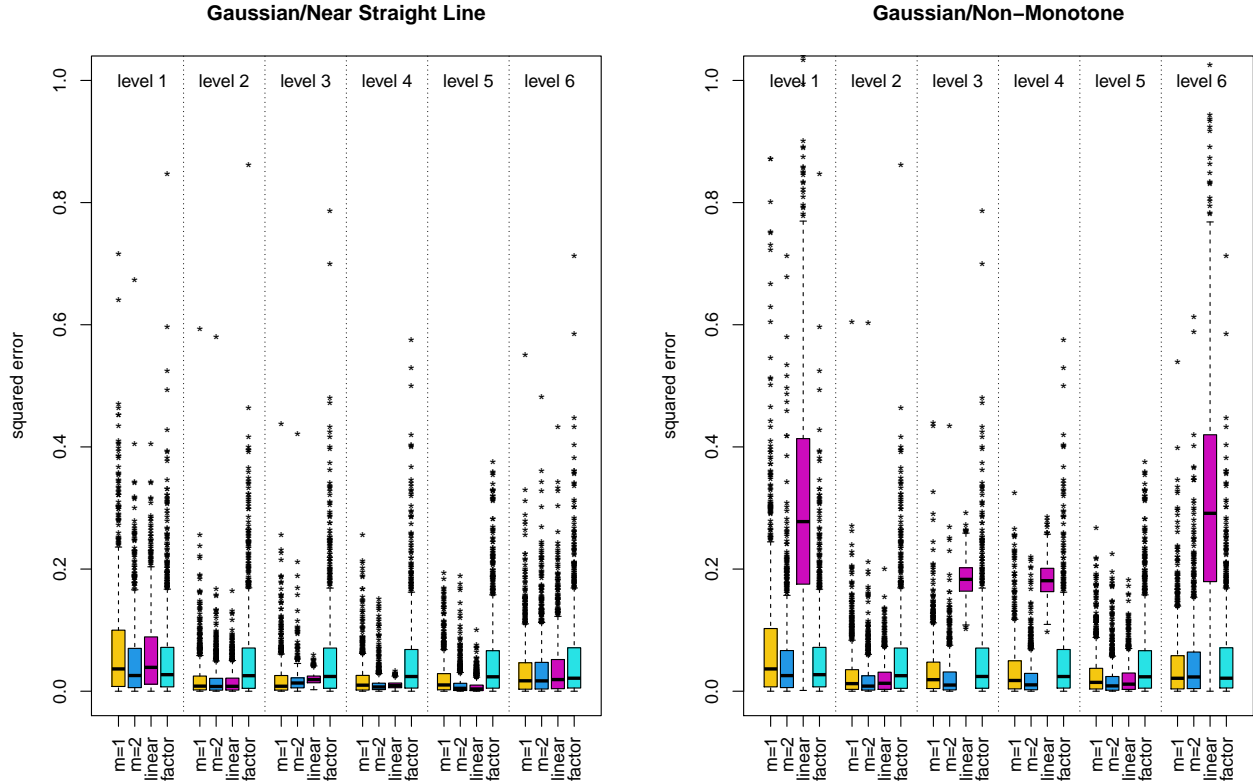 Gaussian/Near Straight Line
squared error
0.0
0.2
0.4
0.6
0.8
1.0
level 1
level 2
level 3
level 4
level 5
level 6
m=1
m=2
linear
factor
m=1
m=2
linear
factor
m=1
m=2
linear
factor
m=1
m=2
linear
factor
m=1
m=2
linear
factor
m=1
m=2
linear
factor
Gaussian/Non−Monotone
squared error
0.0
0.2
0.4
0.6
0.8
1.0
level 1
level 2
level 3
level 4
level 5
level 6
m=1
m=2
linear
factor
m=1
m=2
linear
factor
m=1
m=2
linear
factor
m=1
m=2
linear
factor
m=1
m=2
linear
factor
m=1
m=2
linear
factor